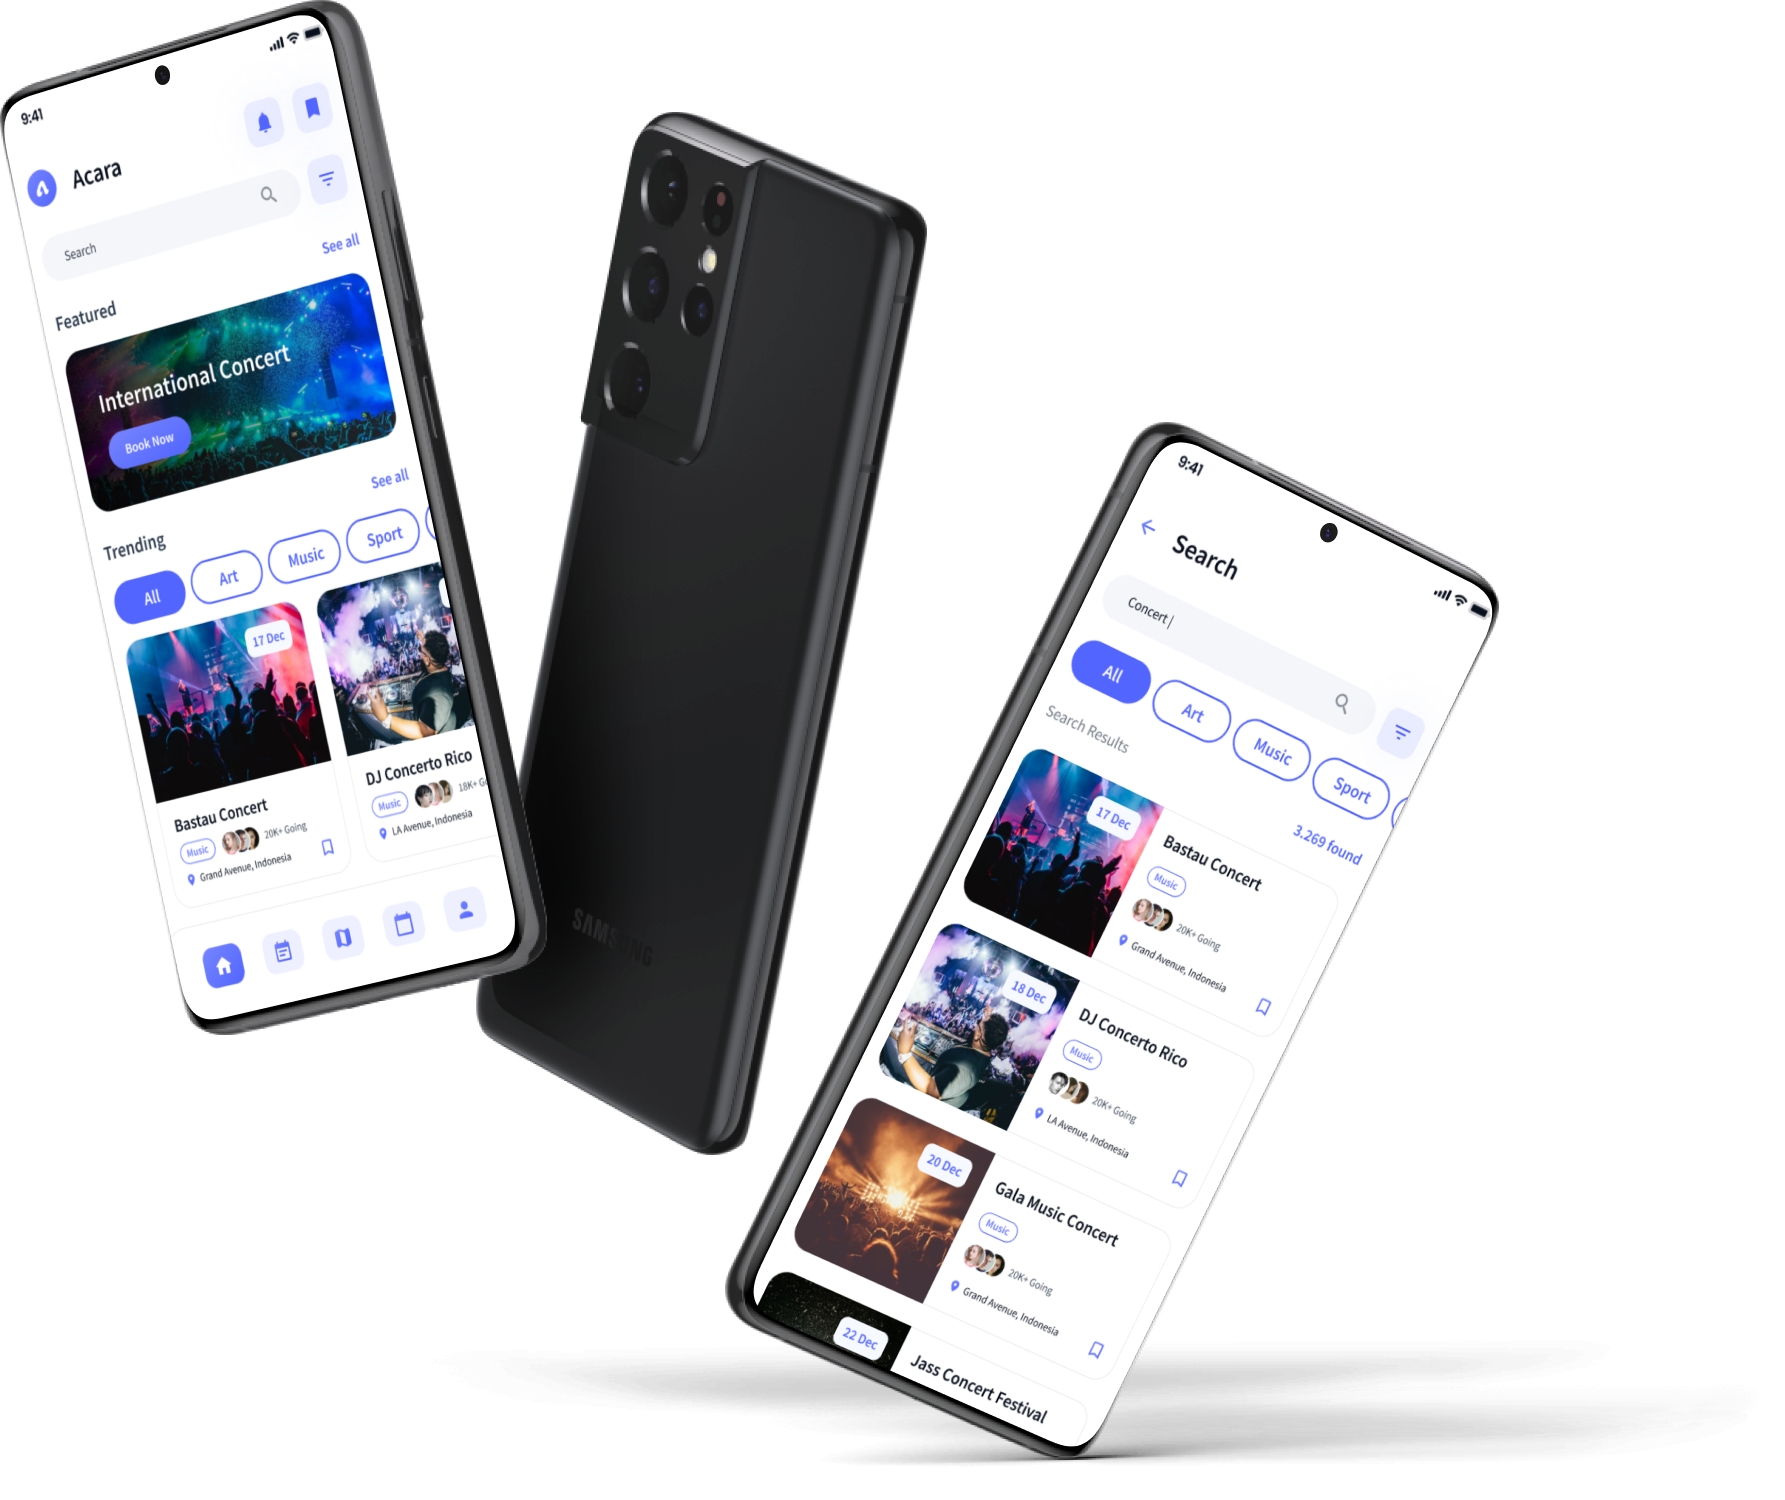 9:41
Acara
Search
See all
Featured
International Concert
Book Now
See all
Trending
All
Art
Music
Sport
17 Dec
Bastau Concert
Music
20K+ Going
Grand Avenue, Indonesia
DJ Concerto Rico
Music
18K+ G
LA Avenue, Indonesia
SAMSUNG
9:41
Search
Concert
All
Art
Music
Sport
Search Results
3.269 found
17 Dec
Bastau Concert
Music
20K+ Going
Grand Avenue, Indonesia
18 Dec
DJ Concerto Rico
Music
20K+ Going
LA Avenue, Indonesia
20 Dec
Gala Music Concert
Music
20K+ Going
Grand Avenue, Indonesia
22 Dec
Jass Concert Festival